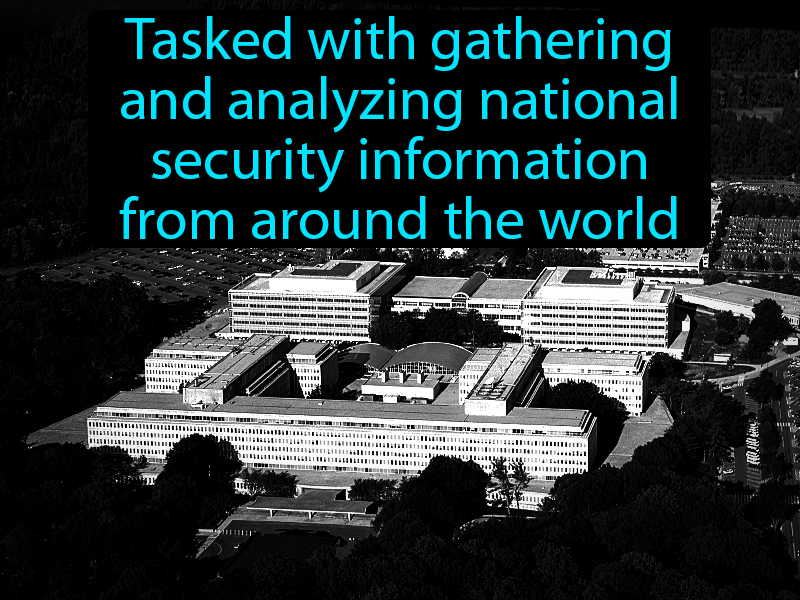 Tasked with gathering
and analyzing national
security information
from around the world